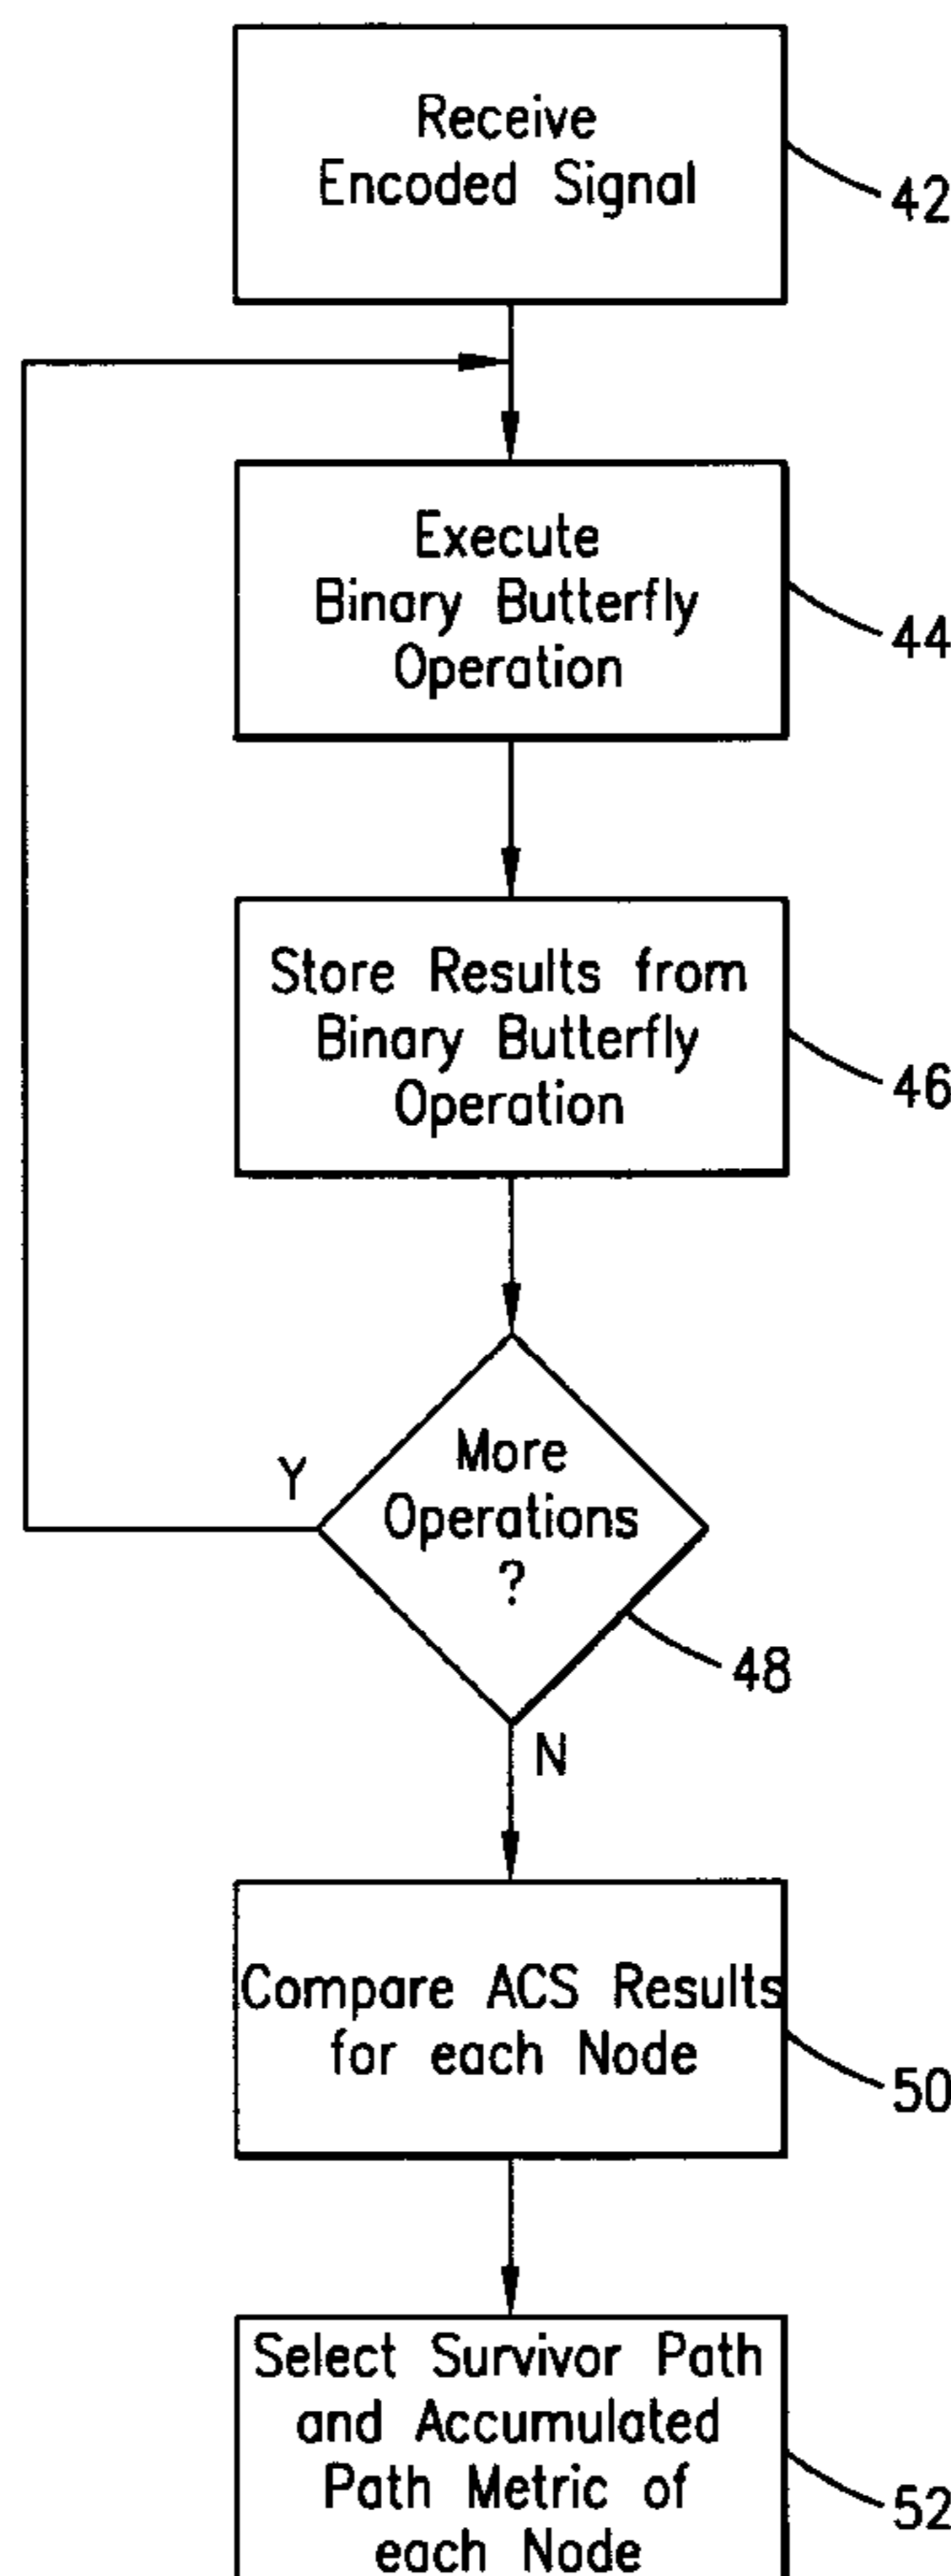 Receive
Encoded Signal
42
Execute
Binary Butterfly
Operation
44
Store Results from
Binary Butterfly
Operation
46
More
Operations
?
Y
48
N
Compare ACS Results
for each Node
50
Select Survivor Path
and Accumulated
Path Metric of
each Node
52